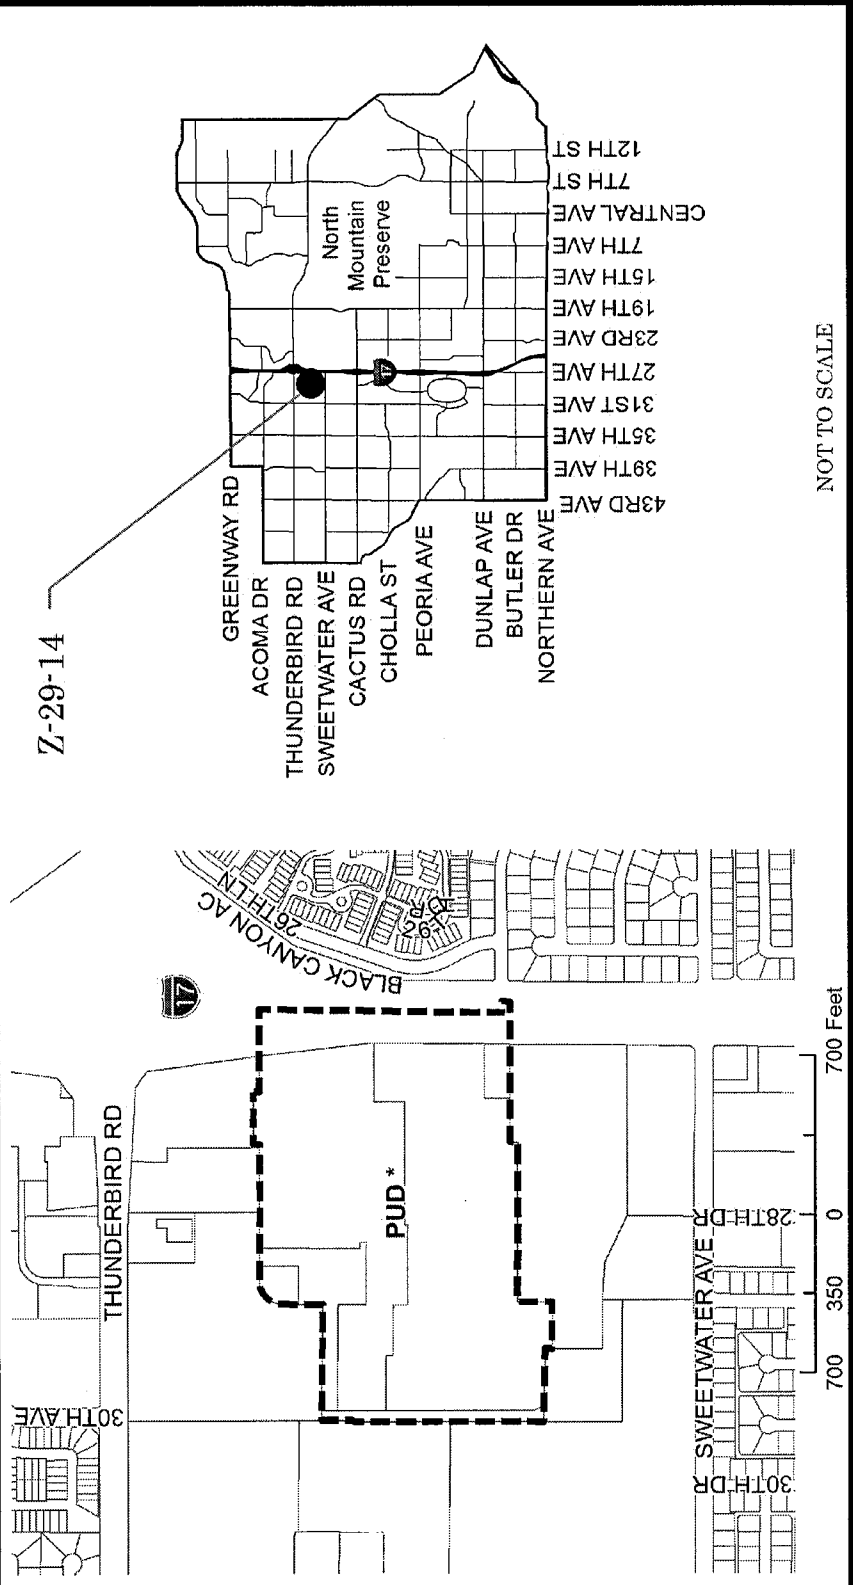 Z-29-14
GREENWAY RD
ACOMA DR
THUNDERBIRD RD
SWEETWATER AVE
CACTUS RD
CHOLLA ST
PEORIA AVE
DUNLAP AVE
BUTLER DR
NORTHERN AVE
43RD AVE
39TH AVE
35TH AVE
31ST AVE
27TH AVE
23RD AVE
19TH AVE
15TH AVE
7TH AVE
CENTRAL AVE
7TH ST
12TH ST
North
Mountain
Preserve
17
NOT TO SCALE
THUNDERBIRD RD
30TH AVE
PUD *
17
BLACK CANYON AC
26TH LN
SWEETWATER AVE
28TH DR
30TH DR
700 350 0 700 Feet